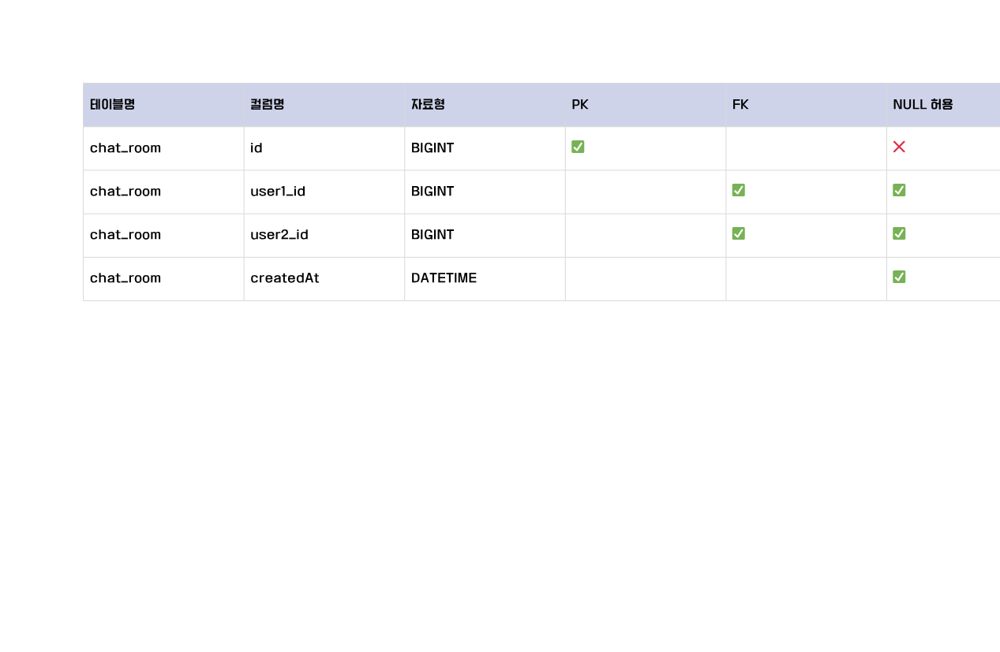 테이블명 컬럼명 자료형 PK FK NULL 허용
chat_room id BIGINT ✅ ❌
chat_room user1_id BIGINT ✅ ✅
chat_room user2_id BIGINT ✅ ✅
chat_room createdAt DATETIME ✅